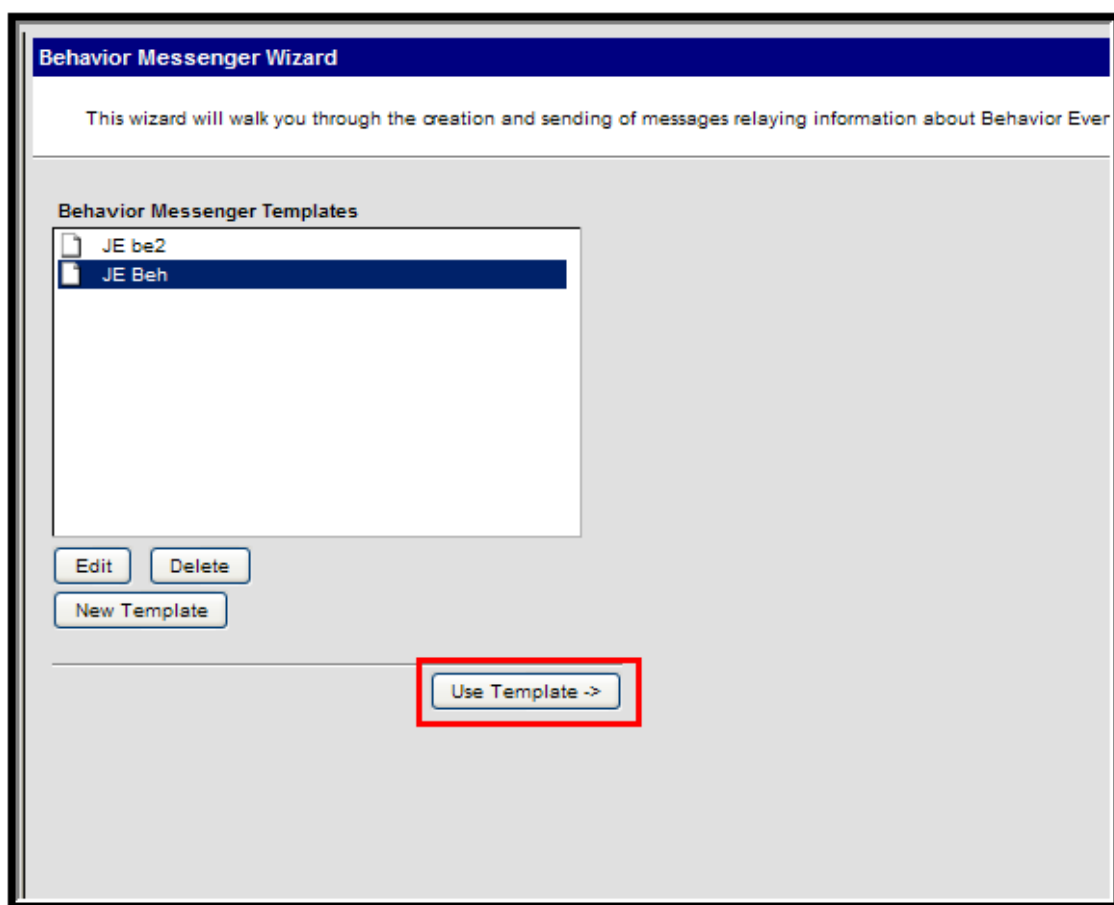 Behavior Messenger Wizard
This wizard will walk you through the creation and sending of messages relaying information about Behavior Ever
Behavior Messenger Templates
JE be2
JE Beh
Edit Delete
New Template
Use Template ->